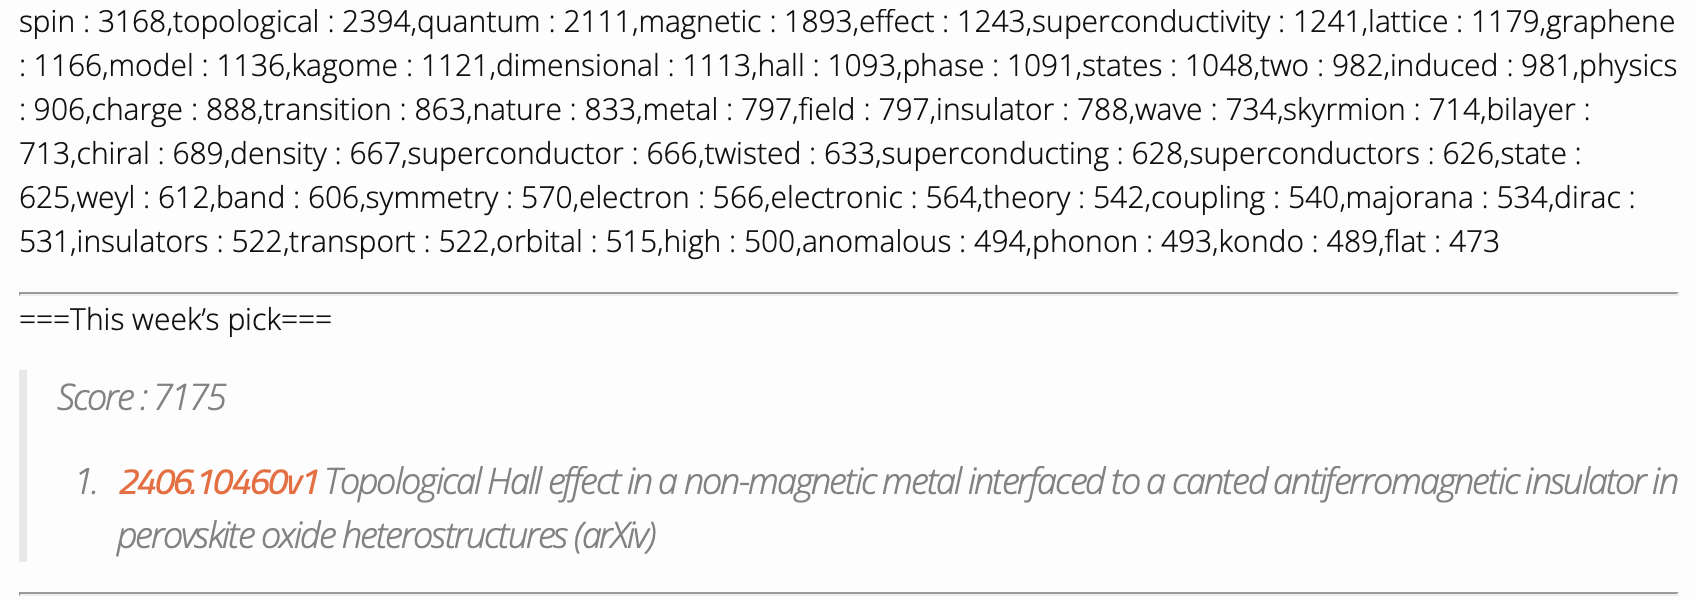 spin : 3168,topological : 2394,quantum : 2111,magnetic : 1893,effect : 1243,superconductivity : 1241,lattice : 1179,graphene
: 1166,model : 1136,kagome : 1121,dimensional : 1113,hall : 1093,phase : 1091,states : 1048,two : 982,induced : 981,physics
: 906,charge : 888,transition : 863,nature : 833,metal : 797,field : 797,insulator : 788,wave : 734,skyrmion : 714,bilayer :
713,chiral : 689,density : 667,superconductor : 666,twisted : 633,superconducting : 628,superconductors : 626,state :
625,weyl : 612,band : 606,symmetry : 570,electron : 566,electronic : 564,theory : 542,coupling : 540,majorana : 534,dirac :
531,insulators : 522,transport : 522,orbital : 515,high : 500,anomalous : 494,phonon : 493,kondo : 489,flat : 473
===This week’s pick===
Score : 7175
1. 2406.10460v1 Topological Hall effect in a non-magnetic metal interfaced to a canted antiferromagnetic insulator in
perovskite oxide heterostructures (arXiv)